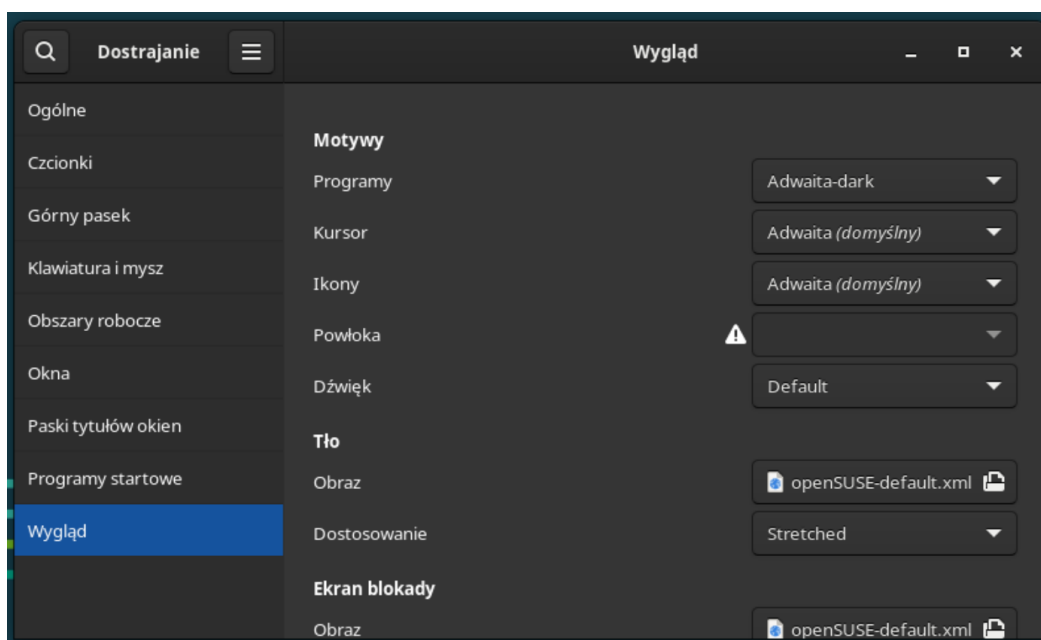 Dostrajanie
Wygląd
Ogólne
Czcionki
Górny pasek
Klawiatura i mysz
Obszary robocze
Okna
Paski tytułów okien
Programy startowe
Wygląd
Motywy
Programy Adwaita-dark
Kursor Adwaita (domyślny)
Ikony Adwaita (domyślny)
Powłoka
Dźwięk Default
Tło
Obraz openSUSE-default.xml
Dostosowanie Stretched
Ekran blokady
Obraz openSUSE-default.xml